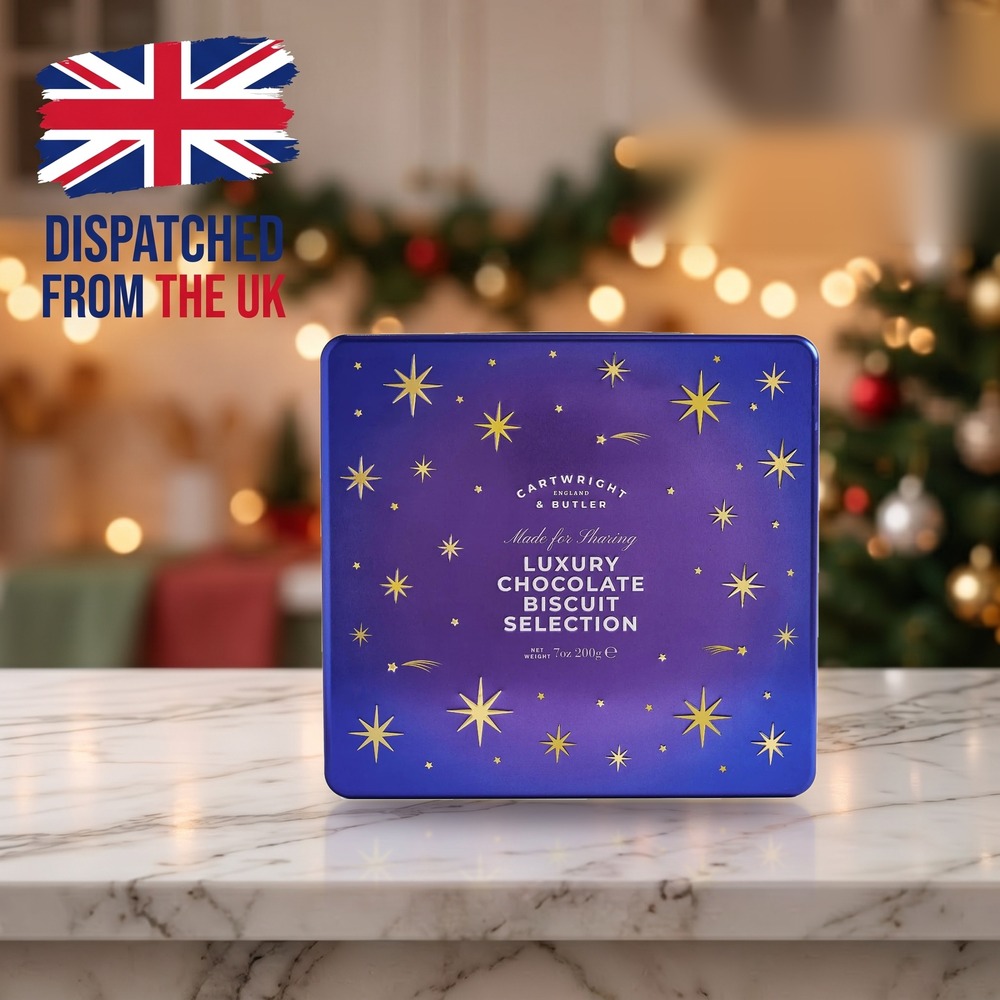 DISPATCHED
FROM THE UK
CARTWRIGHT
ENGLAND
& BUTLER
Made for Sharing
LUXURY
CHOCOLATE
BISCUIT
SELECTION
NET WEIGHT 7oz 200g ℮